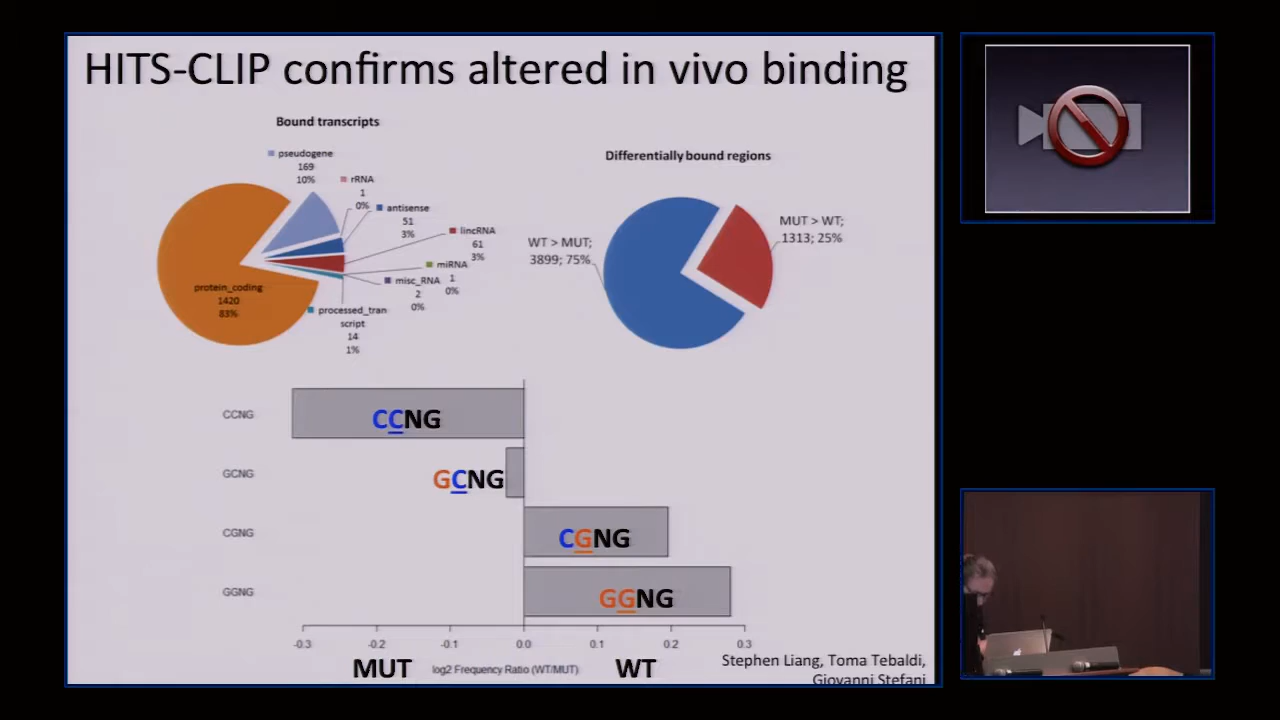 HITS-CLIP confirms altered in vivo binding
Bound transcripts
pseudogene
169
10%
rRNA
1
0%
antisense
51
3%
lincRNA
61
3%
miRNA
1
0%
misc_RNA
2
0%
processed_tran
script
14
1%
protein_coding
1420
83%
Differentially bound regions
WT > MUT;
3899; 75%
MUT > WT;
1313; 25%
CCNG
CCNG
GCNG
GCNG
CGNG
CGNG
GGNG
GGNG
-0.3 -0.2 -0.1 0.0 0.1 0.2 0.3
MUT log2 Frequency Ratio (WT/MUT) WT
Stephen Liang, Toma Tebaldi,
Giovanni Stefani